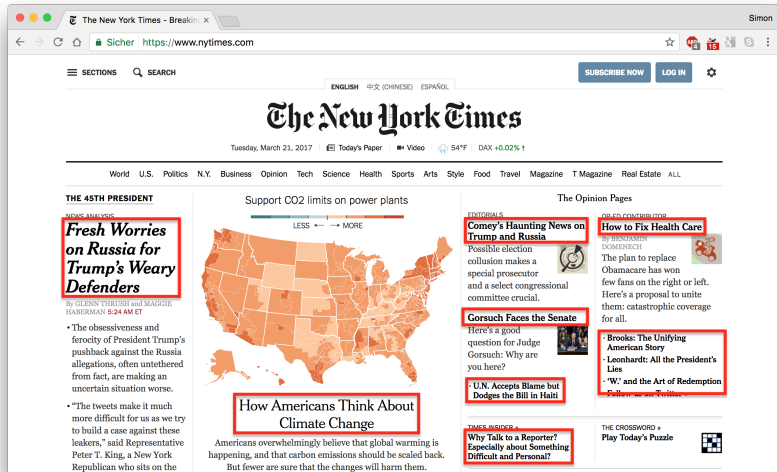 The New York Times - Breakin
Simon
Sicher https://www.nytimes.com
4
15
SECTIONS SEARCH
SUBSCRIBE NOW LOG IN
ENGLISH 中文 (CHINESE) ESPAÑOL
The New York Times
Tuesday, March 21, 2017 Today's Paper Video 54°F DAX +0.02% ↑
World U.S. Politics N.Y. Business Opinion Tech Science Health Sports Arts Style Food Travel Magazine T Magazine Real Estate ALL
THE 45TH PRESIDENT
NEWS ANALYSIS
Fresh Worries
on Russia for
Trump's Weary
Defenders
By GLENN THRUSH and MAGGIE
HABERMAN 5:24 AM ET
• The obsessiveness and
ferocity of President Trump's
pushback against the Russia
allegations, often untethered
from fact, are making an
uncertain situation worse.
• “The tweets make it much
more difficult for us as we try
to build a case against these
leakers,” said Representative
Peter T. King, a New York
Republican who sits on the
Support CO2 limits on power plants
LESS ← → MORE
How Americans Think About
Climate Change
Americans overwhelmingly believe that global warming is
happening, and that carbon emissions should be scaled back.
But fewer are sure that the changes will harm them.
The Opinion Pages
EDITORIALS
Comey's Haunting News on
Trump and Russia
Possible election
collusion makes a
special prosecutor
and a select congressional
committee crucial.
Gorsuch Faces the Senate
Here's a good
question for Judge
Gorsuch: Why are
you here?
· U.N. Accepts Blame but
Dodges the Bill in Haiti
OP-ED CONTRIBUTOR
How to Fix Health Care
By BENJAMIN
DOMENECH
The plan to replace
Obamacare has won
few fans on the right or left.
Here's a proposal to unite
them: catastrophic coverage
for all.
· Brooks: The Unifying
American Story
· Leonhardt: All the President's
Lies
· ‘W.’ and the Art of Redemption
· Follow us on Twitter »
TIMES INSIDER »
Why Talk to a Reporter?
Especially about Something
Difficult and Personal?
THE CROSSWORD »
Play Today's Puzzle